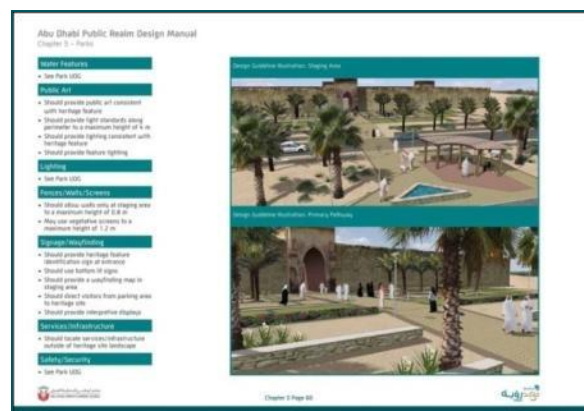 Abu Dhabi Public Realm Design Manual
Chapter 5 – Parks
Water Features
• See Park UDG
Public Art
• Should provide public art consistent
with heritage feature
• Should provide light standards along
perimeter to a maximum height of 4 m
• Should provide lighting consistent with
heritage feature
• Should provide feature lighting
Lighting
• See Park UDG
Fences/Walls/Screens
• Should allow walls only at staging area
to a maximum height of 0.8 m
• May use vegetative screens to a
maximum height of 1.2 m
Signage/Wayfinding
• Should provide heritage feature
identification sign at entrance
• Should use bottom lit signs
• Should provide a wayfinding map in
staging area
• Should direct visitors from parking area
to heritage site
• Should provide interpretive displays
Services/Infrastructure
• Should locate services/infrastructure
outside of heritage site landscape
Safety/Security
• See Park UDG
Design Guideline Illustration: Staging Area
Design Guideline Illustration: Primary Pathway
Chapter 5 Page 60